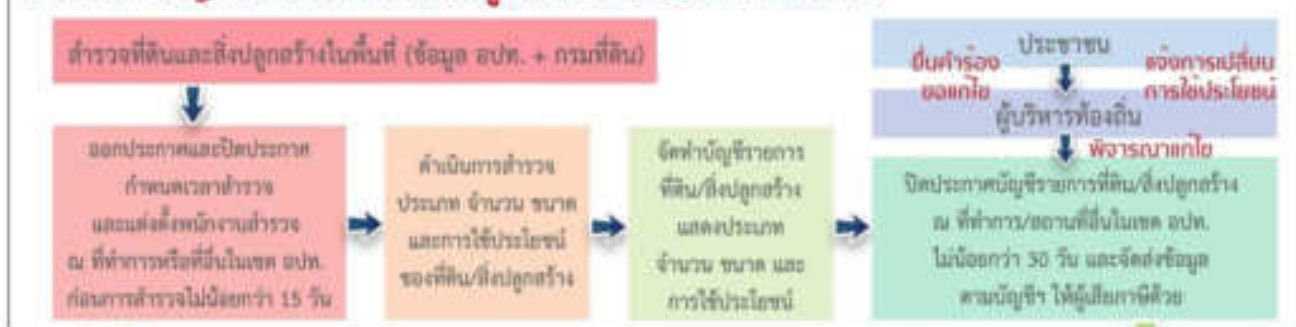 สำรวจที่ดินและสิ่งปลูกสร้างในพื้นที่ (ข้อมูล อปท. + กรมที่ดิน)
ออกประกาศและปิดประกาศ
กำหนดเวลาสำรวจ
และแต่งตั้งพนักงานสำรวจ
ณ ที่ทำการหรือที่อื่นในเขต อปท.
ก่อนการสำรวจไม่น้อยกว่า 15 วัน
ดำเนินการสำรวจ
ประเภท จำนวน ขนาด
และการใช้ประโยชน์
ของที่ดิน/สิ่งปลูกสร้าง
จัดทำบัญชีรายการ
ที่ดิน/สิ่งปลูกสร้าง
แสดงประเภท
จำนวน ขนาด และ
การใช้ประโยชน์
ประชาชน
ยื่นคำร้อง
ขอแก้ไข
แจ้งการเปลี่ยน
การใช้ประโยชน์
ผู้บริหารท้องถิ่น
พิจารณาแก้ไข
ปิดประกาศบัญชีรายการที่ดิน/สิ่งปลูกสร้าง
ณ ที่ทำการ/สถานที่อื่นในเขต อปท.
ไม่น้อยกว่า 30 วัน และจัดส่งข้อมูล
ตามบัญชีฯ ให้ผู้เสียภาษีด้วย